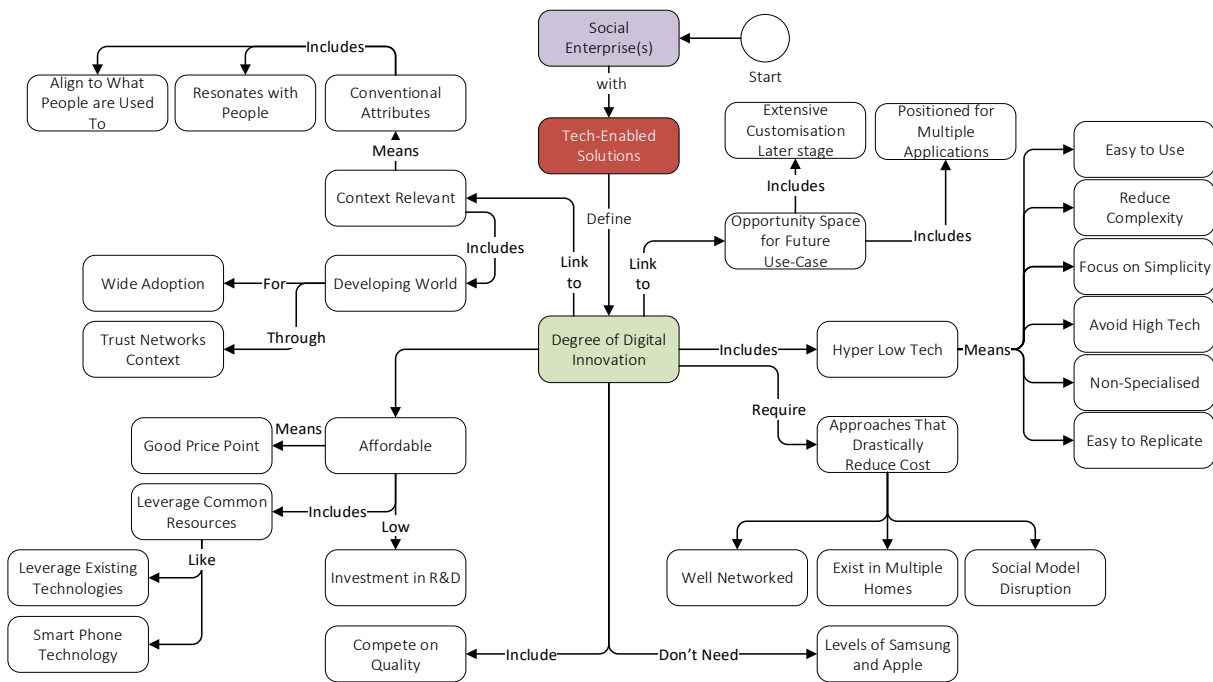 Social
Enterprise(s)
Start
with
Tech-Enabled
Solutions
Define
Includes
Align to What
People are Used
To
Resonates with
People
Conventional
Attributes
Means
Context Relevant
Includes
Developing World
For
Wide Adoption
Through
Trust Networks
Context
Link
to
Link
to
Extensive
Customisation
Later stage
Positioned for
Multiple
Applications
Includes
Opportunity Space
for Future
Use-Case
Includes
Degree of Digital
Innovation
Includes
Hyper Low Tech
Means
Easy to Use
Reduce
Complexity
Focus on Simplicity
Avoid High Tech
Non-Specialised
Easy to Replicate
Require
Approaches That
Drastically
Reduce Cost
Well Networked
Exist in Multiple
Homes
Social Model
Disruption
Affordable
Means
Good Price Point
Includes
Leverage Common
Resources
Like
Leverage Existing
Technologies
Smart Phone
Technology
Low
Investment in R&D
Include
Compete on
Quality
Don’t Need
Levels of Samsung
and Apple